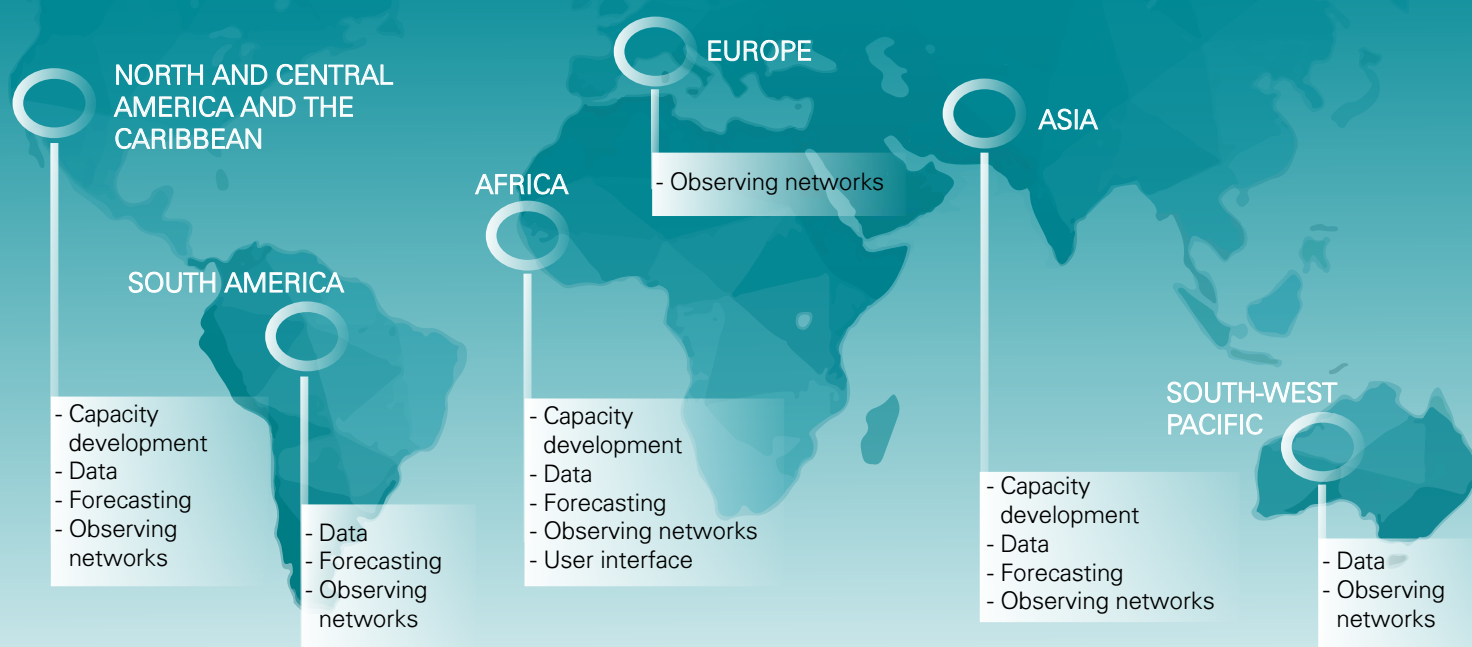 NORTH AND CENTRAL
AMERICA AND THE
CARIBBEAN
- Capacity
development
- Data
- Forecasting
- Observing
networks
SOUTH AMERICA
- Data
- Forecasting
- Observing
networks
AFRICA
- Capacity
development
- Data
- Forecasting
- Observing networks
- User interface
EUROPE
- Observing networks
ASIA
- Capacity
development
- Data
- Forecasting
- Observing networks
SOUTH-WEST
PACIFIC
- Data
- Observing
networks